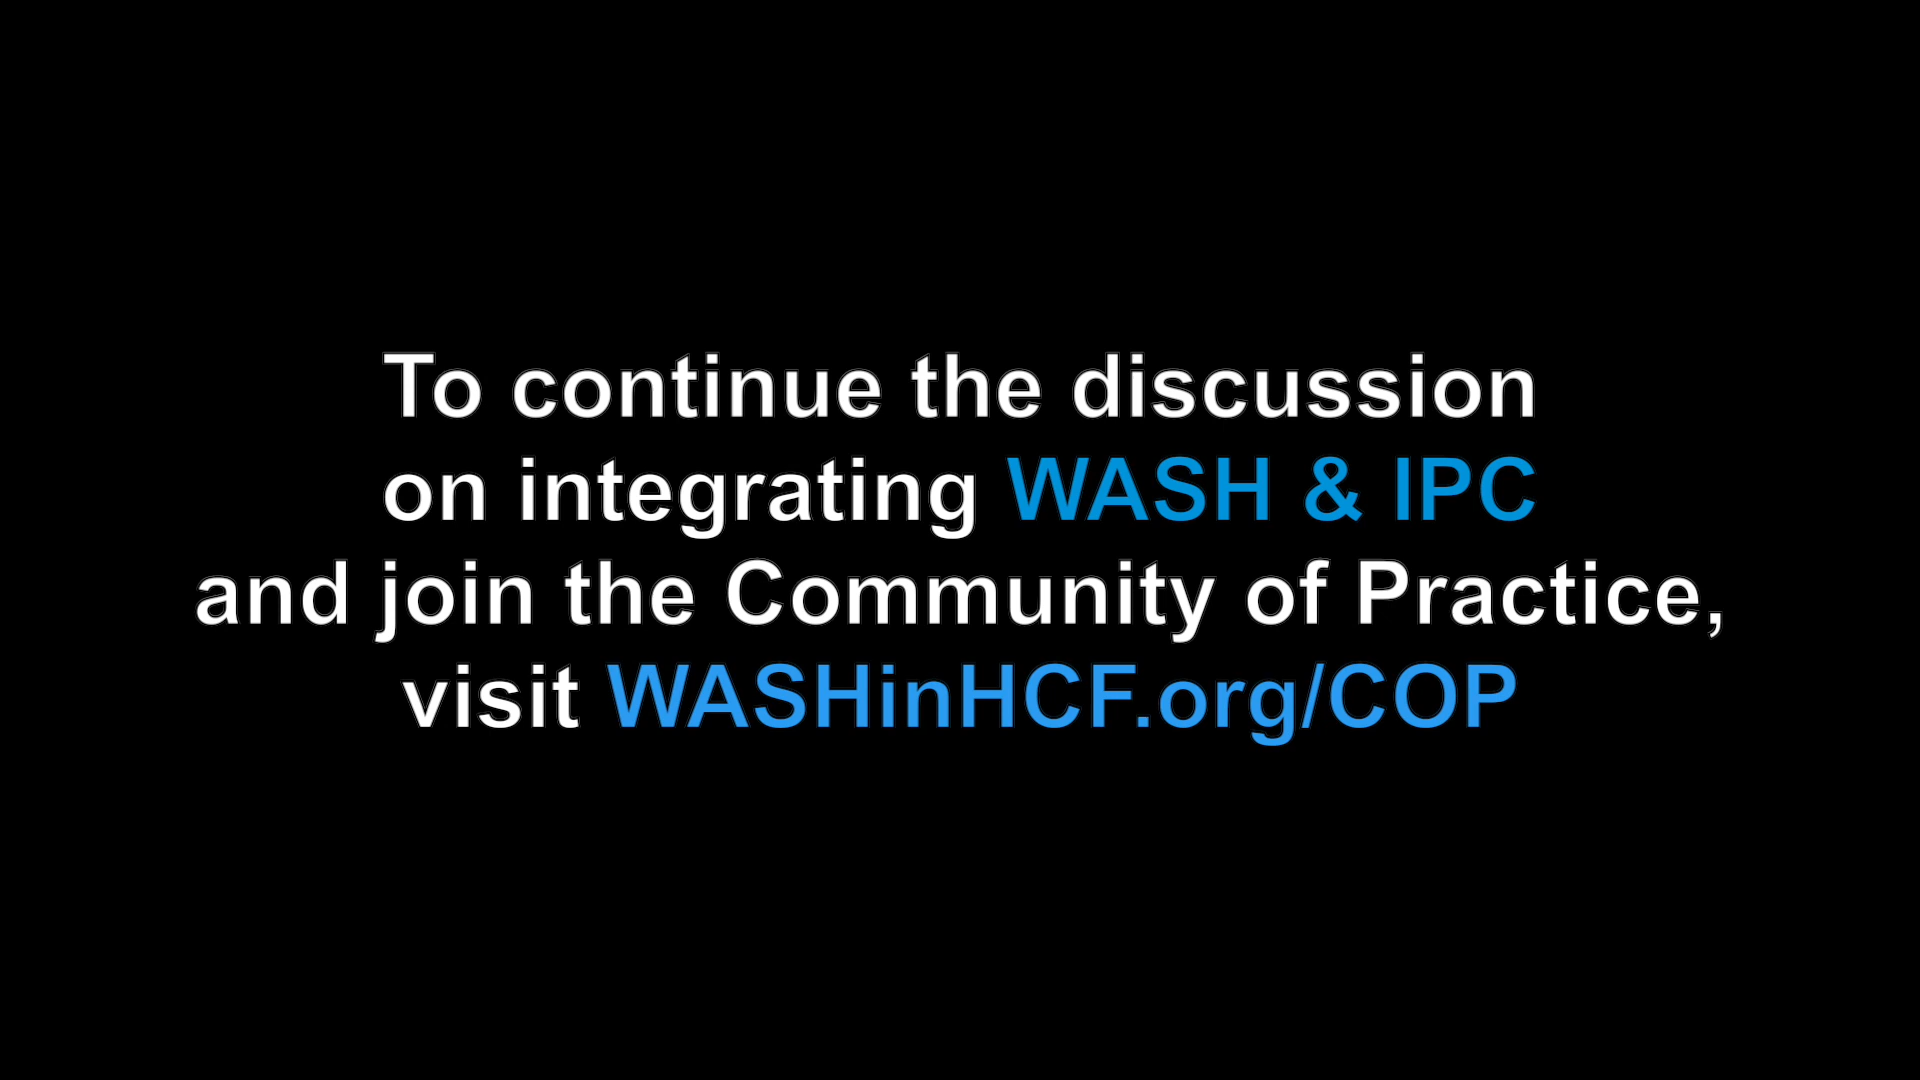 To continue the discussion
on integrating WASH & IPC
and join the Community of Practice,
visit WASHinHCF.org/COP